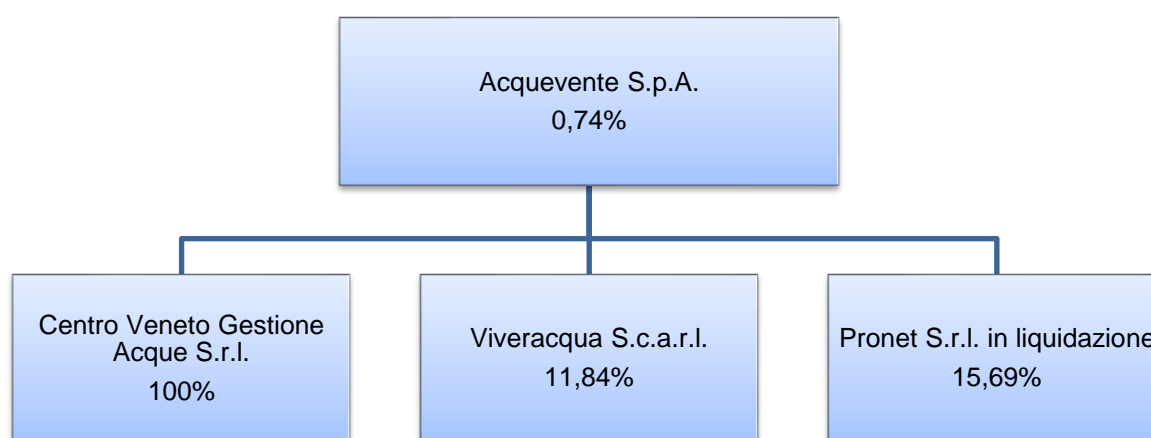 Acquevente S.p.A.
0,74%
Centro Veneto Gestione
Acque S.r.l.
100%
Viveracqua S.c.a.r.l.
11,84%
Pronet S.r.l. in liquidazione
15,69%